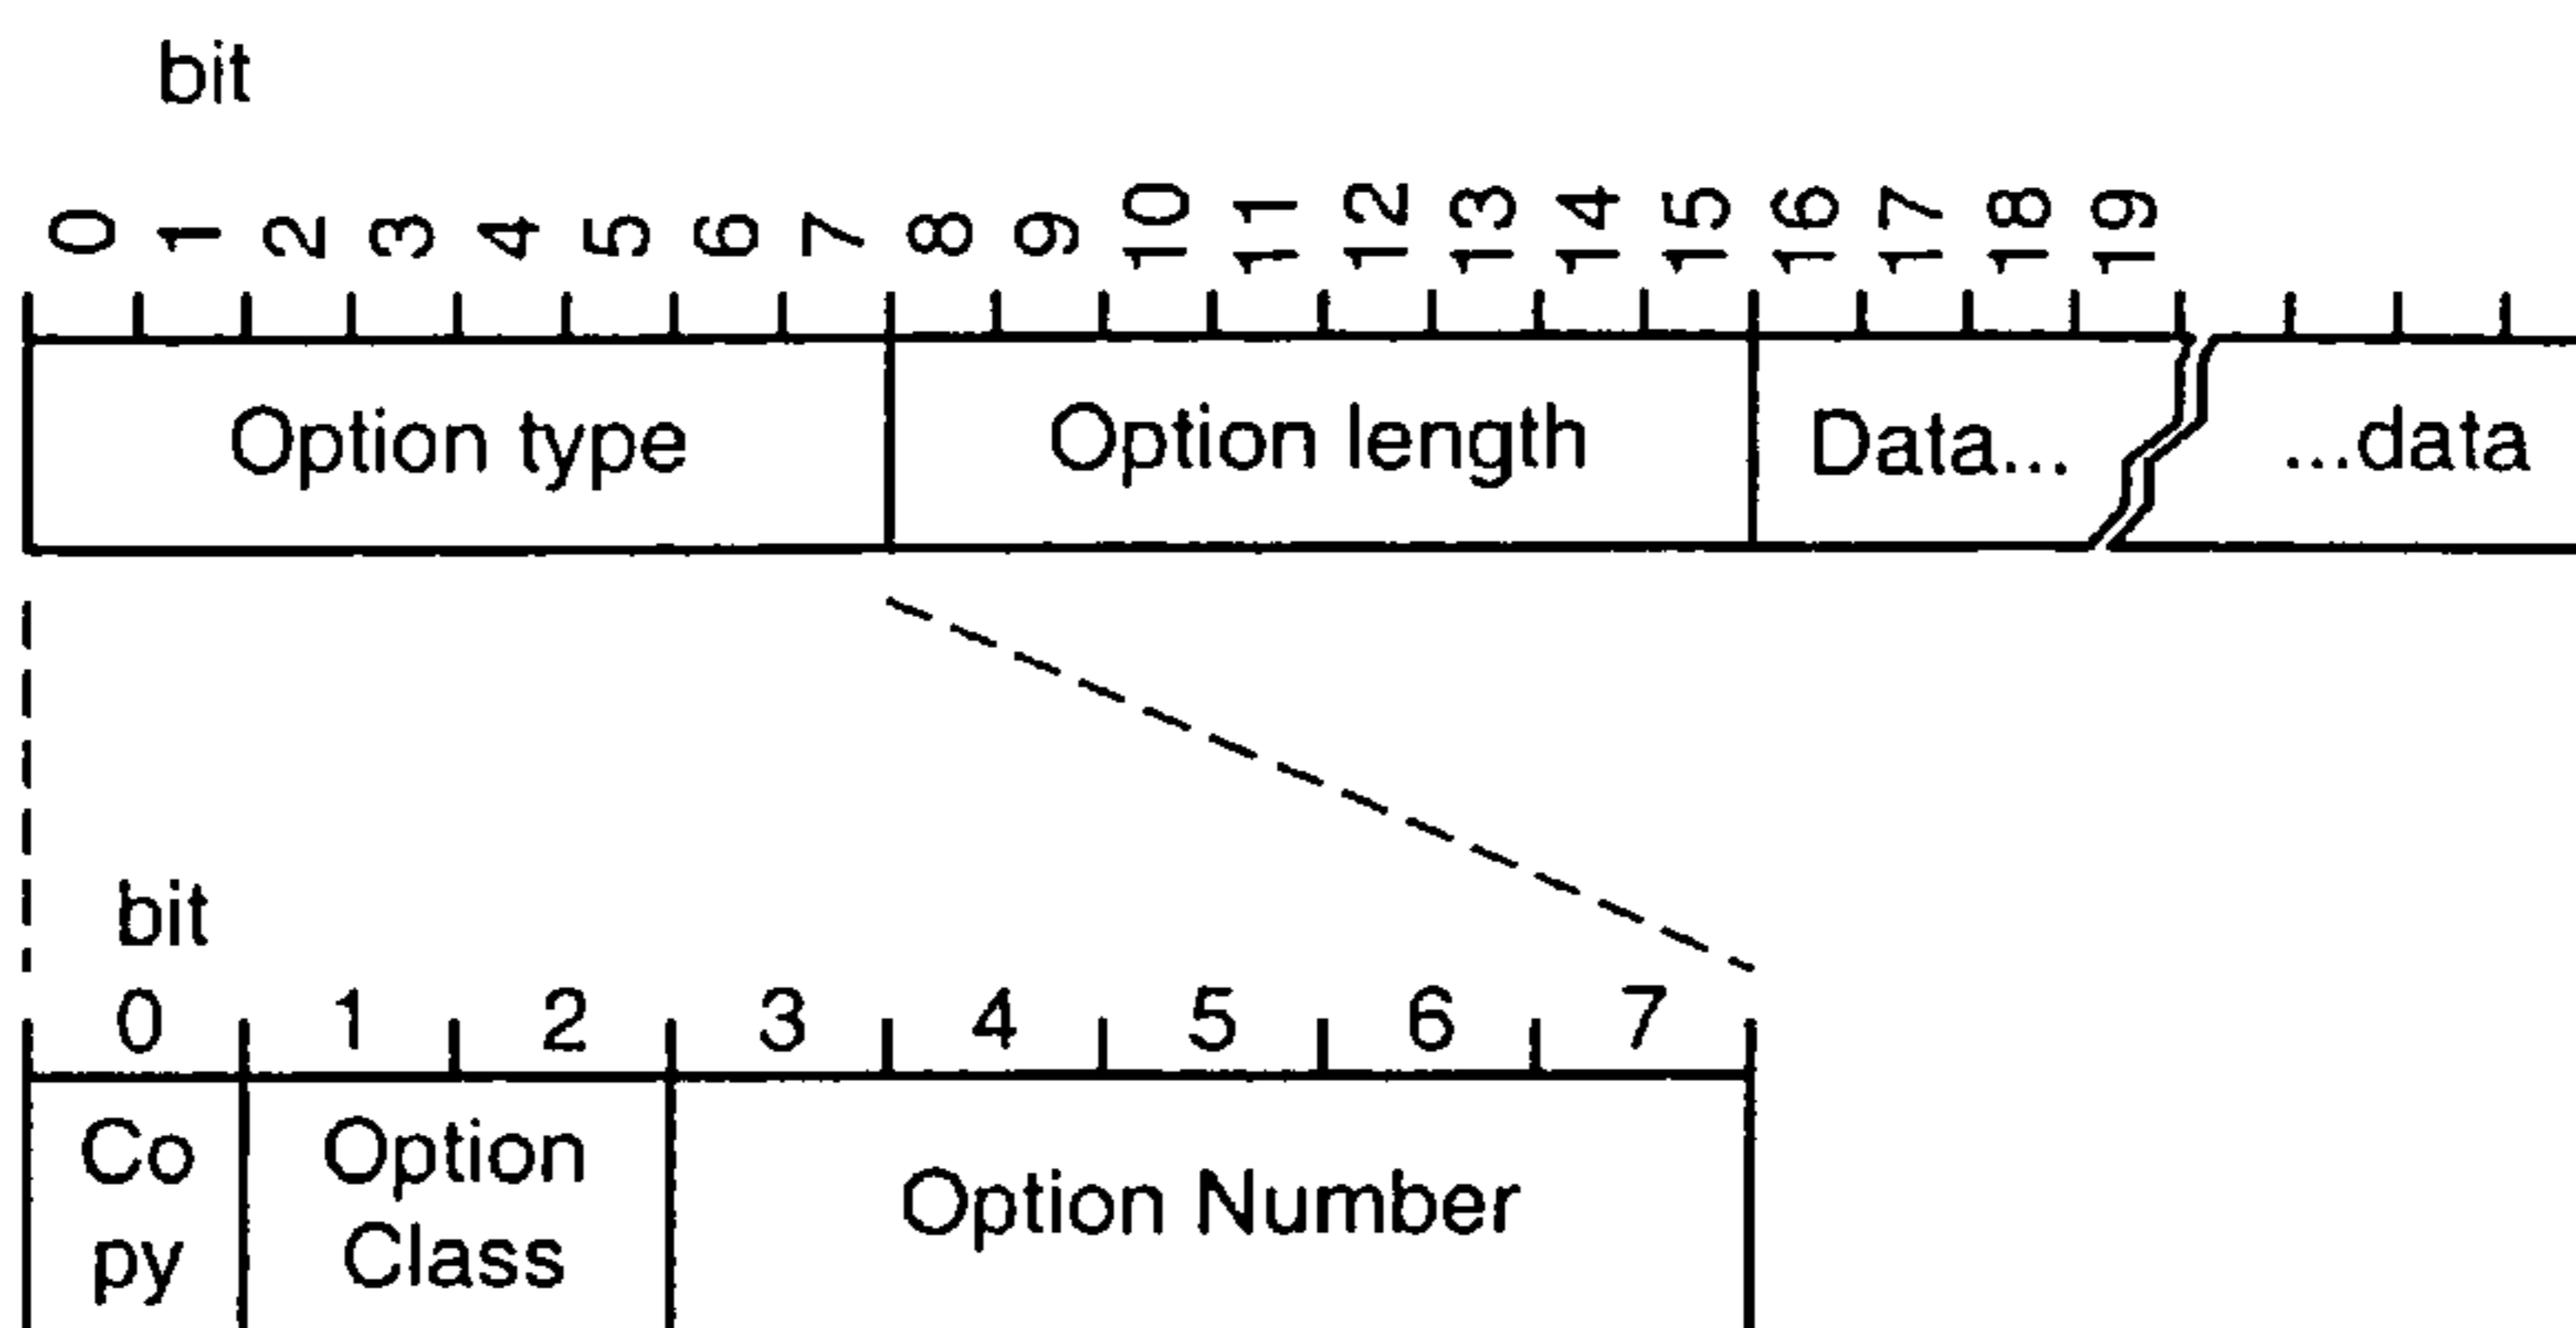 bit
0 1 2 3 4 5 6 7 8 9 10 11 12 13 14 15 16 17 18 19
Option type Option length Data... ...data
bit
0 1 2 3 4 5 6 7
Co
py
Option
Class
Option Number